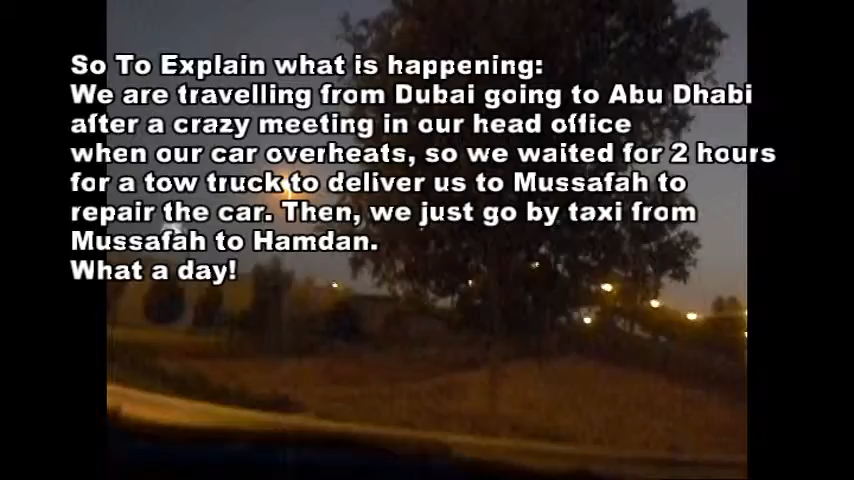 So To Explain what is happening:
We are travelling from Dubai going to Abu Dhabi
after a crazy meeting in our head office
when our car overheats, so we waited for 2 hours
for a tow truck to deliver us to Mussafah to
repair the car. Then, we just go by taxi from
Mussafah to Hamdan.
What a day!